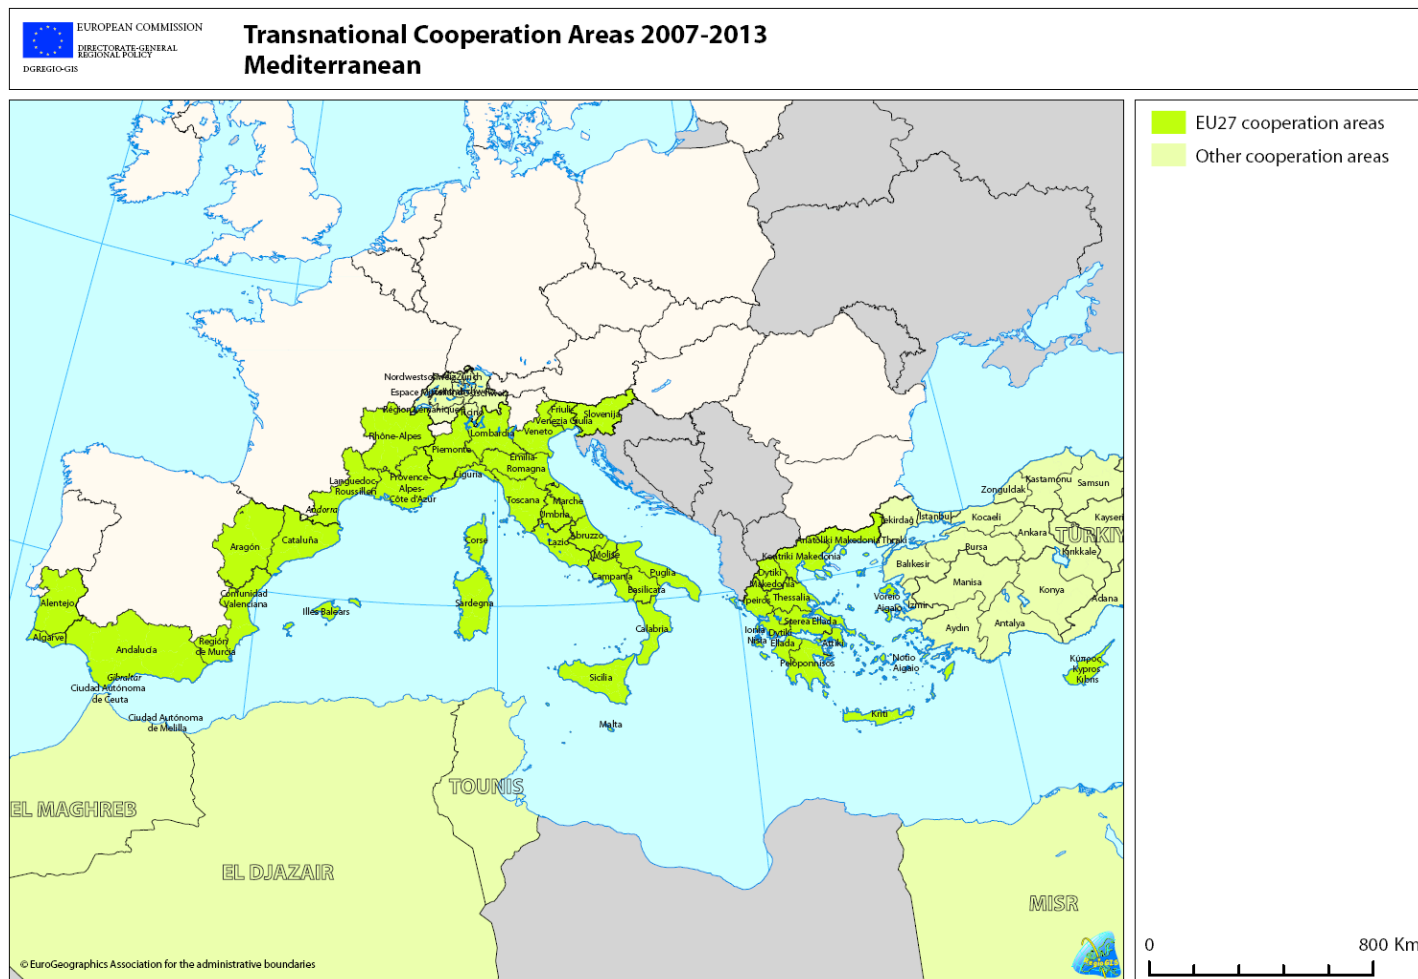 EUROPEAN COMMISSION
DIRECTORATE-GENERAL
REGIONAL POLICY
DGREGIO-GIS
Transnational Cooperation Areas 2007-2013
Mediterranean
EU27 cooperation areas
Other cooperation areas
Rhône-Alpes
Lombardia
Friuli-
Venezia Giulia
Slovenija
Veneto
Piemonte
Emilia-
Romagna
Liguria
Languedoc-
Roussillon
Provence-
Alpes-
Côte d'Azur
Andorra
Toscana
Marche
Umbria
Abruzzo
Lazio
Molise
Campania
Puglia
Basilicata
Calabria
Corse
Sardegna
Sicilia
Malta
Aragón
Cataluña
Comunidad
Valenciana
Illes Balears
Alentejo
Algarve
Andalucia
Región
de Murcia
Gibraltar
Ciudad Autónoma
de Ceuta
Ciudad Autónoma
de Melilla
Anatoliki Makedonia Thraki
Kentriki Makedonia
Dytiki
Makedonia
Thessalia
Ionia
Nisia
Sterea Ellada
Dytiki
Ellada
Attiki
Peloponnisos
Voreio
Aigaio
Notio
Aigaio
Kriti
Κύπρος
Kypros
Kıbrıs
Tekirdağ
İstanbul
Kocaeli
Zonguldak
Kastamonu
Samsun
Kayseri
Ankara
Kırıkkale
Bursa
Balıkesir
Manisa
Konya
İzmir
Aydın
Antalya
Adana
TÜRKIY
EL MAGHREB
EL DJAZAIR
TOUNIS
MISR
© EuroGeographics Association for the administrative boundaries
0 800 Km